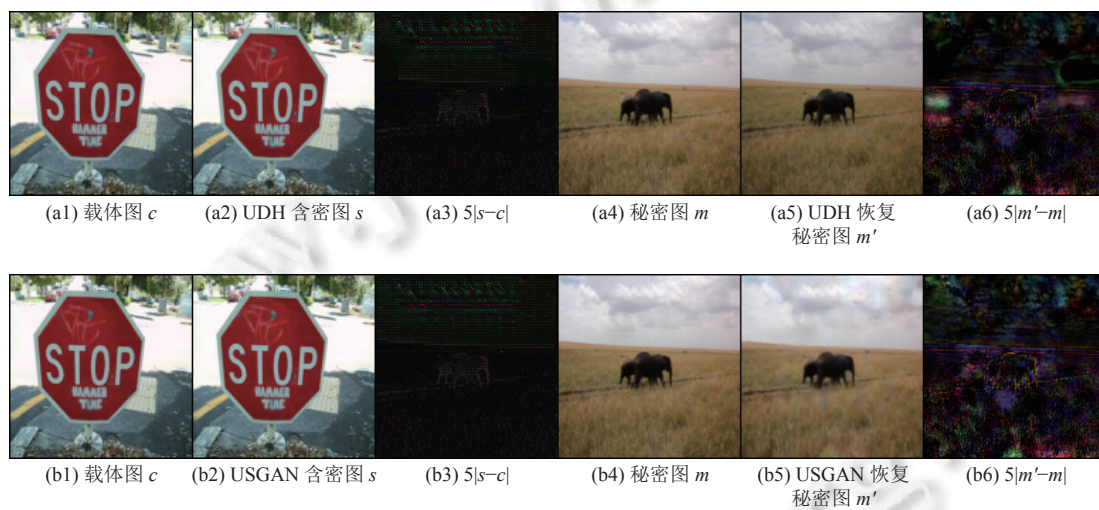 STOP
HAMMER
TIME
STOP
HAMMER
TIME
(a1) 载体图 c
(a2) UDH 含密图 s
(a3) 5|s−c|
(a4) 秘密图 m
(a5) UDH 恢复
秘密图 m′
(a6) 5|m′−m|
STOP
HAMMER
TIME
STOP
HAMMER
TIME
(b1) 载体图 c
(b2) USGAN 含密图 s
(b3) 5|s−c|
(b4) 秘密图 m
(b5) USGAN 恢复
秘密图 m′
(b6) 5|m′−m|